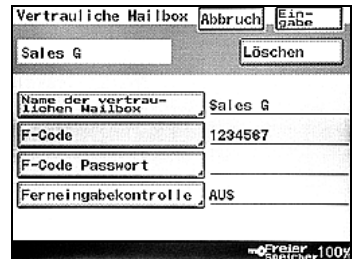 Vertrauliche Mailbox Abbruch Ein-
gabe
Sales G Löschen
Name der vertrau-
lichen Mailbox Sales G
F-Code 1234567
F-Code Passwort
Ferneingabekontrolle AUS
Freier
Speicher 100%